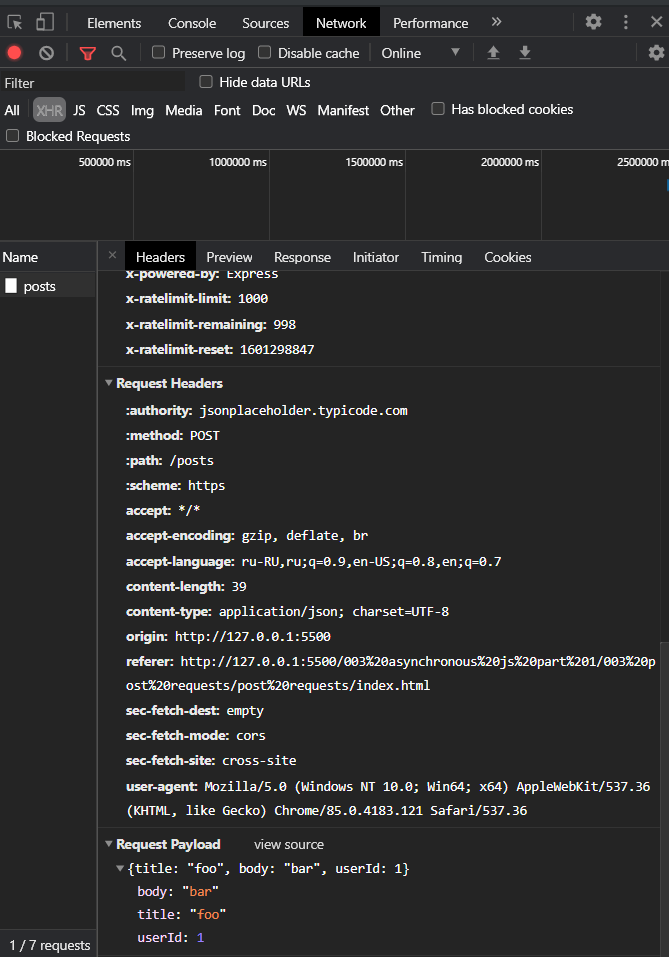 Elements Console Sources Network Performance »
Preserve log Disable cache Online
Filter Hide data URLs
All XHR JS CSS Img Media Font Doc WS Manifest Other Has blocked cookies
Blocked Requests
500000 ms 1000000 ms 1500000 ms 2000000 ms 2500000 m
Name × Headers Preview Response Initiator Timing Cookies
posts
x-powered-by: Express
x-ratelimit-limit: 1000
x-ratelimit-remaining: 998
x-ratelimit-reset: 1601298847
Request Headers
:authority: jsonplaceholder.typicode.com
:method: POST
:path: /posts
:scheme: https
accept: */*
accept-encoding: gzip, deflate, br
accept-language: ru-RU,ru;q=0.9,en-US;q=0.8,en;q=0.7
content-length: 39
content-type: application/json; charset=UTF-8
origin: http://127.0.0.1:5500
referer: http://127.0.0.1:5500/003%20asynchronous%20js%20part%201/003%20p
ost%20requests/post%20requests/index.html
sec-fetch-dest: empty
sec-fetch-mode: cors
sec-fetch-site: cross-site
user-agent: Mozilla/5.0 (Windows NT 10.0; Win64; x64) AppleWebKit/537.36
(KHTML, like Gecko) Chrome/85.0.4183.121 Safari/537.36
Request Payload view source
{title: "foo", body: "bar", userId: 1}
body: "bar"
title: "foo"
userId: 1
1 / 7 requests